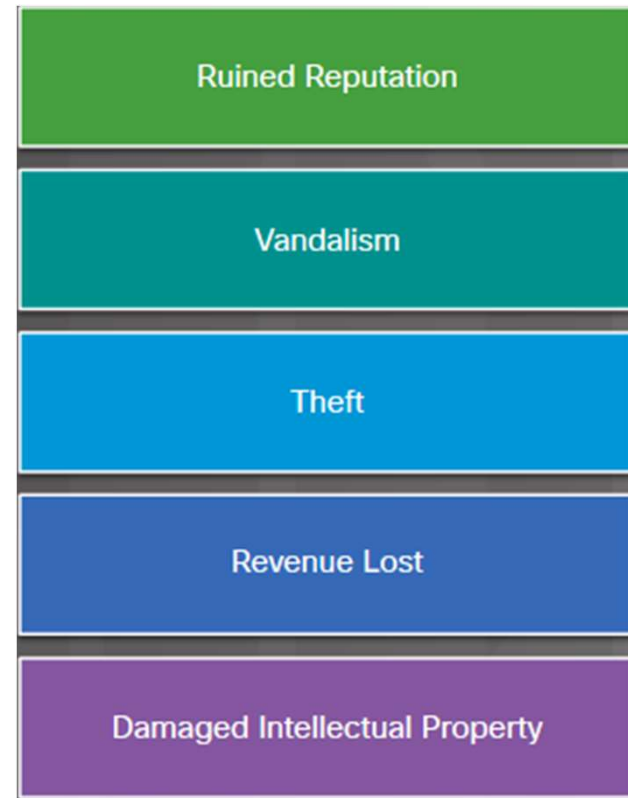 Ruined Reputation
Vandalism
Theft
Revenue Lost
Damaged Intellectual Property